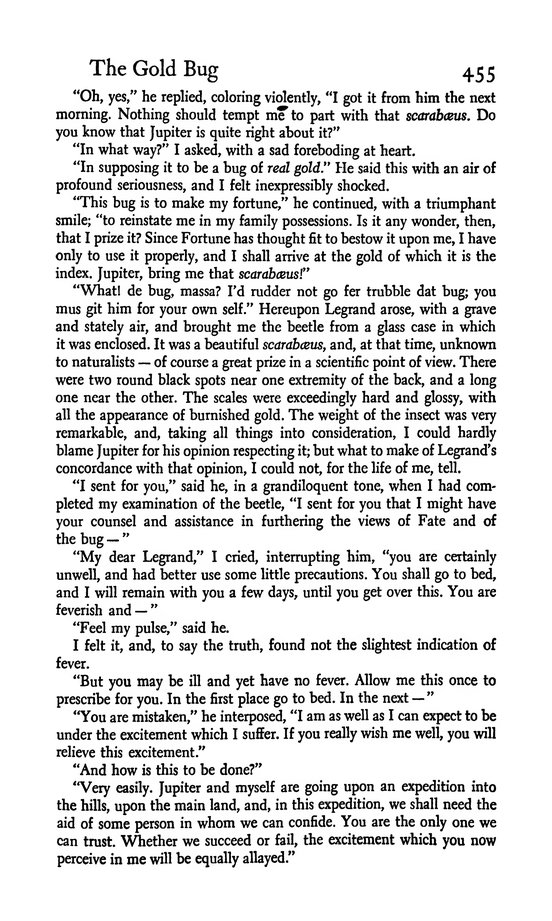 The Gold Bug
455
“Oh, yes,” he replied, coloring violently, “I got it from him the next
morning. Nothing should tempt me to part with that scarabæus. Do
you know that Jupiter is quite right about it?”
“In what way?” I asked, with a sad foreboding at heart.
“In supposing it to be a bug of real gold.” He said this with an air of
profound seriousness, and I felt inexpressibly shocked.
“This bug is to make my fortune,” he continued, with a triumphant
smile; “to reinstate me in my family possessions. Is it any wonder, then,
that I prize it? Since Fortune has thought fit to bestow it upon me, I have
only to use it properly, and I shall arrive at the gold of which it is the
index. Jupiter, bring me that scarabæus!”
“What! de bug, massa? I’d rudder not go fer trubble dat bug; you
mus git him for your own self.” Hereupon Legrand arose, with a grave
and stately air, and brought me the beetle from a glass case in which
it was enclosed. It was a beautiful scarabæus, and, at that time, unknown
to naturalists — of course a great prize in a scientific point of view. There
were two round black spots near one extremity of the back, and a long
one near the other. The scales were exceedingly hard and glossy, with
all the appearance of burnished gold. The weight of the insect was very
remarkable, and, taking all things into consideration, I could hardly
blame Jupiter for his opinion respecting it; but what to make of Legrand’s
concordance with that opinion, I could not, for the life of me, tell.
“I sent for you,” said he, in a grandiloquent tone, when I had com-
pleted my examination of the beetle, “I sent for you that I might have
your counsel and assistance in furthering the views of Fate and of
the bug — ”
“My dear Legrand,” I cried, interrupting him, “you are certainly
unwell, and had better use some little precautions. You shall go to bed,
and I will remain with you a few days, until you get over this. You are
feverish and — ”
“Feel my pulse,” said he.
I felt it, and, to say the truth, found not the slightest indication of
fever.
“But you may be ill and yet have no fever. Allow me this once to
prescribe for you. In the first place go to bed. In the next — ”
“You are mistaken,” he interposed, “I am as well as I can expect to be
under the excitement which I suffer. If you really wish me well, you will
relieve this excitement.”
“And how is this to be done?”
“Very easily. Jupiter and myself are going upon an expedition into
the hills, upon the main land, and, in this expedition, we shall need the
aid of some person in whom we can confide. You are the only one we
can trust. Whether we succeed or fail, the excitement which you now
perceive in me will be equally allayed.”